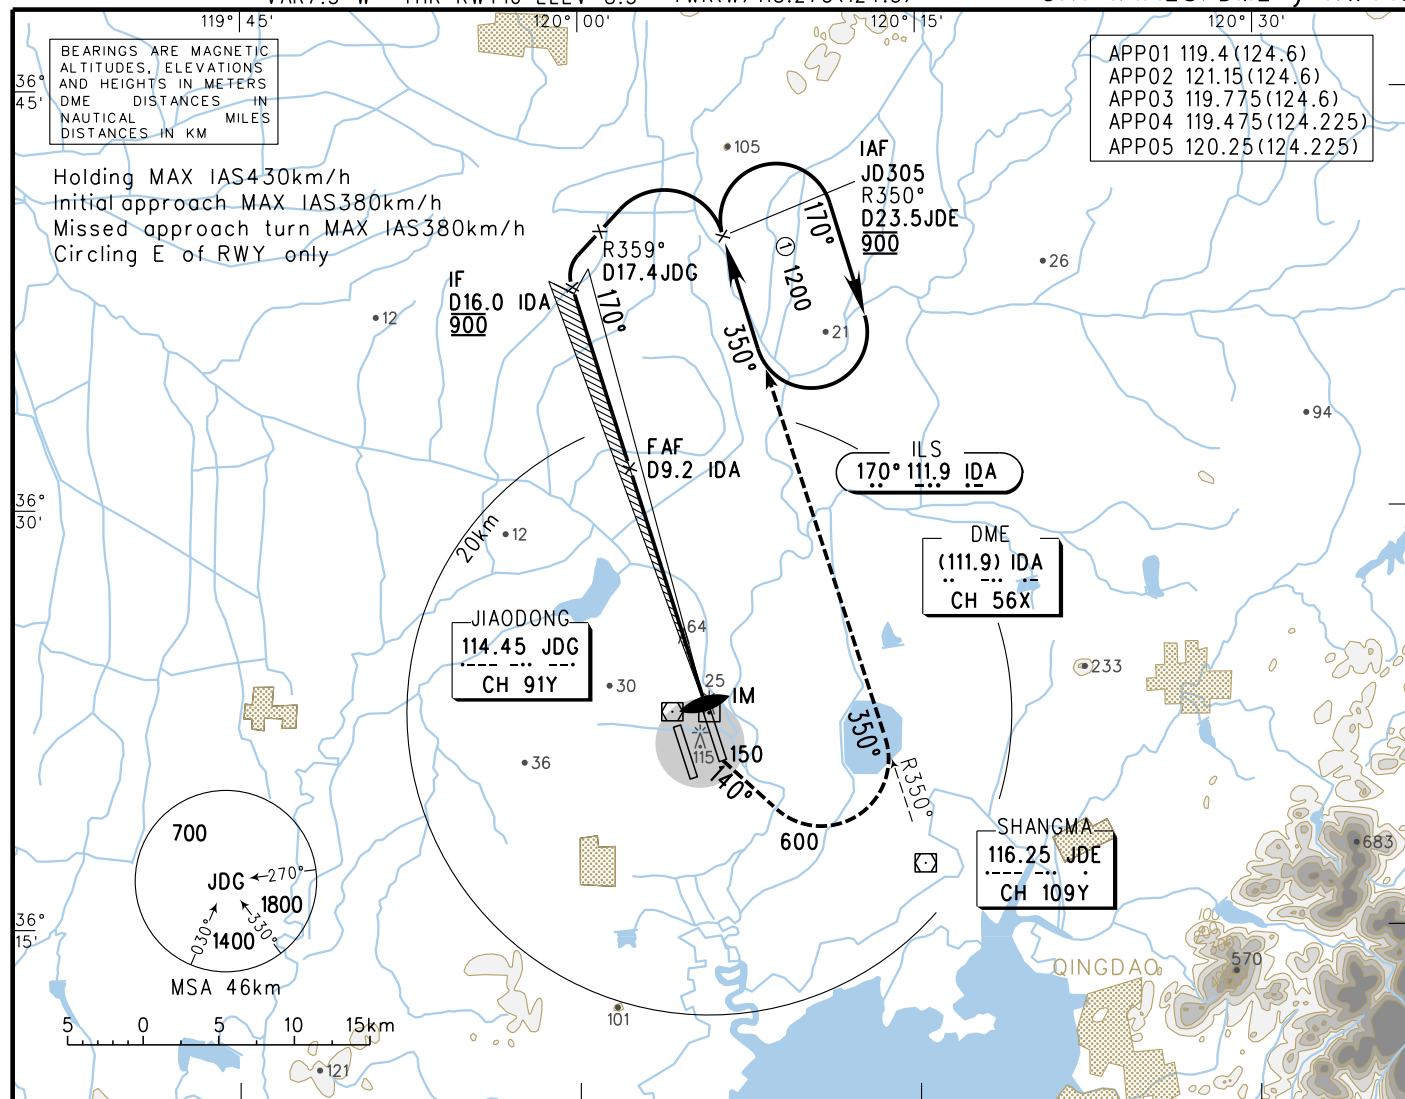 119° 45'
120° 00'
120° 15'
120° 30'
BEARINGS ARE MAGNETIC
ALTITUDES, ELEVATIONS
AND HEIGHTS IN METERS
DME DISTANCES IN
NAUTICAL MILES
DISTANCES IN KM
APP01 119.4(124.6)
APP02 121.15(124.6)
APP03 119.775(124.6)
APP04 119.475(124.225)
APP05 120.25(124.225)
36°
45'
Holding MAX IAS430km/h
Initial approach MAX IAS380km/h
Missed approach turn MAX IAS380km/h
Circling E of RWY only
105
IAF
JD305
R350°
D23.5JDE
900
170°
① 1200
350°
21
26
R359°
D17.4JDG
IF
D16.0 IDA
900
170°
12
94
FAF
D9.2 IDA
ILS
170° 111.9 IDA
36°
30'
20km
12
DME
(111.9) IDA
CH 56X
JIAODONG
114.45 JDG
CH 91Y
64
233
30
25
IM
36
115
150
140°
350°
R350°
600
SHANGMA
116.25 JDE
CH 109Y
683
700
JDG
270°
1800
030°
330°
1400
MSA 46km
36°
15'
100
570
QINGDAO
101
121
5 0 5 10 15km